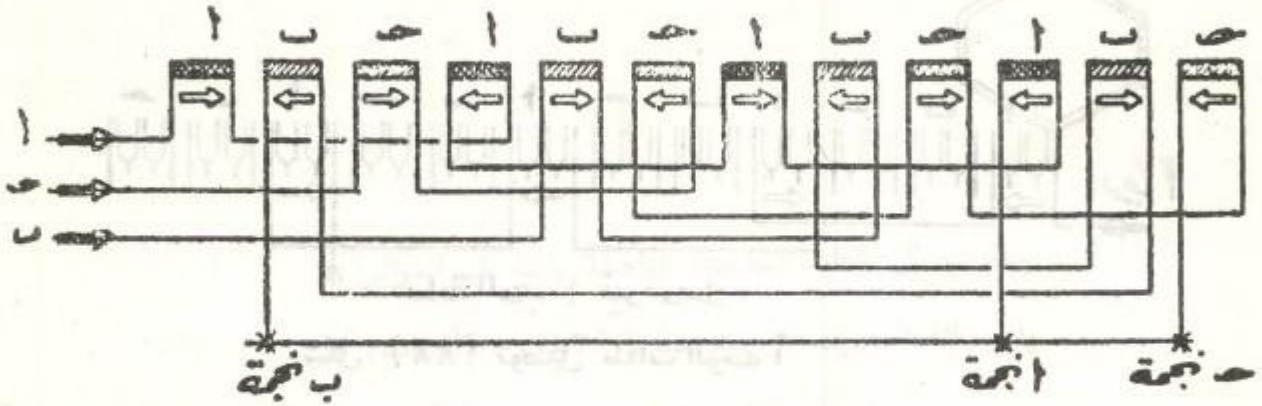 حـ ب ا حـ ب ا حـ ب ا حـ ب ا
ا
حـ
ب
حـ نجمة ا نجمة ب نجمة